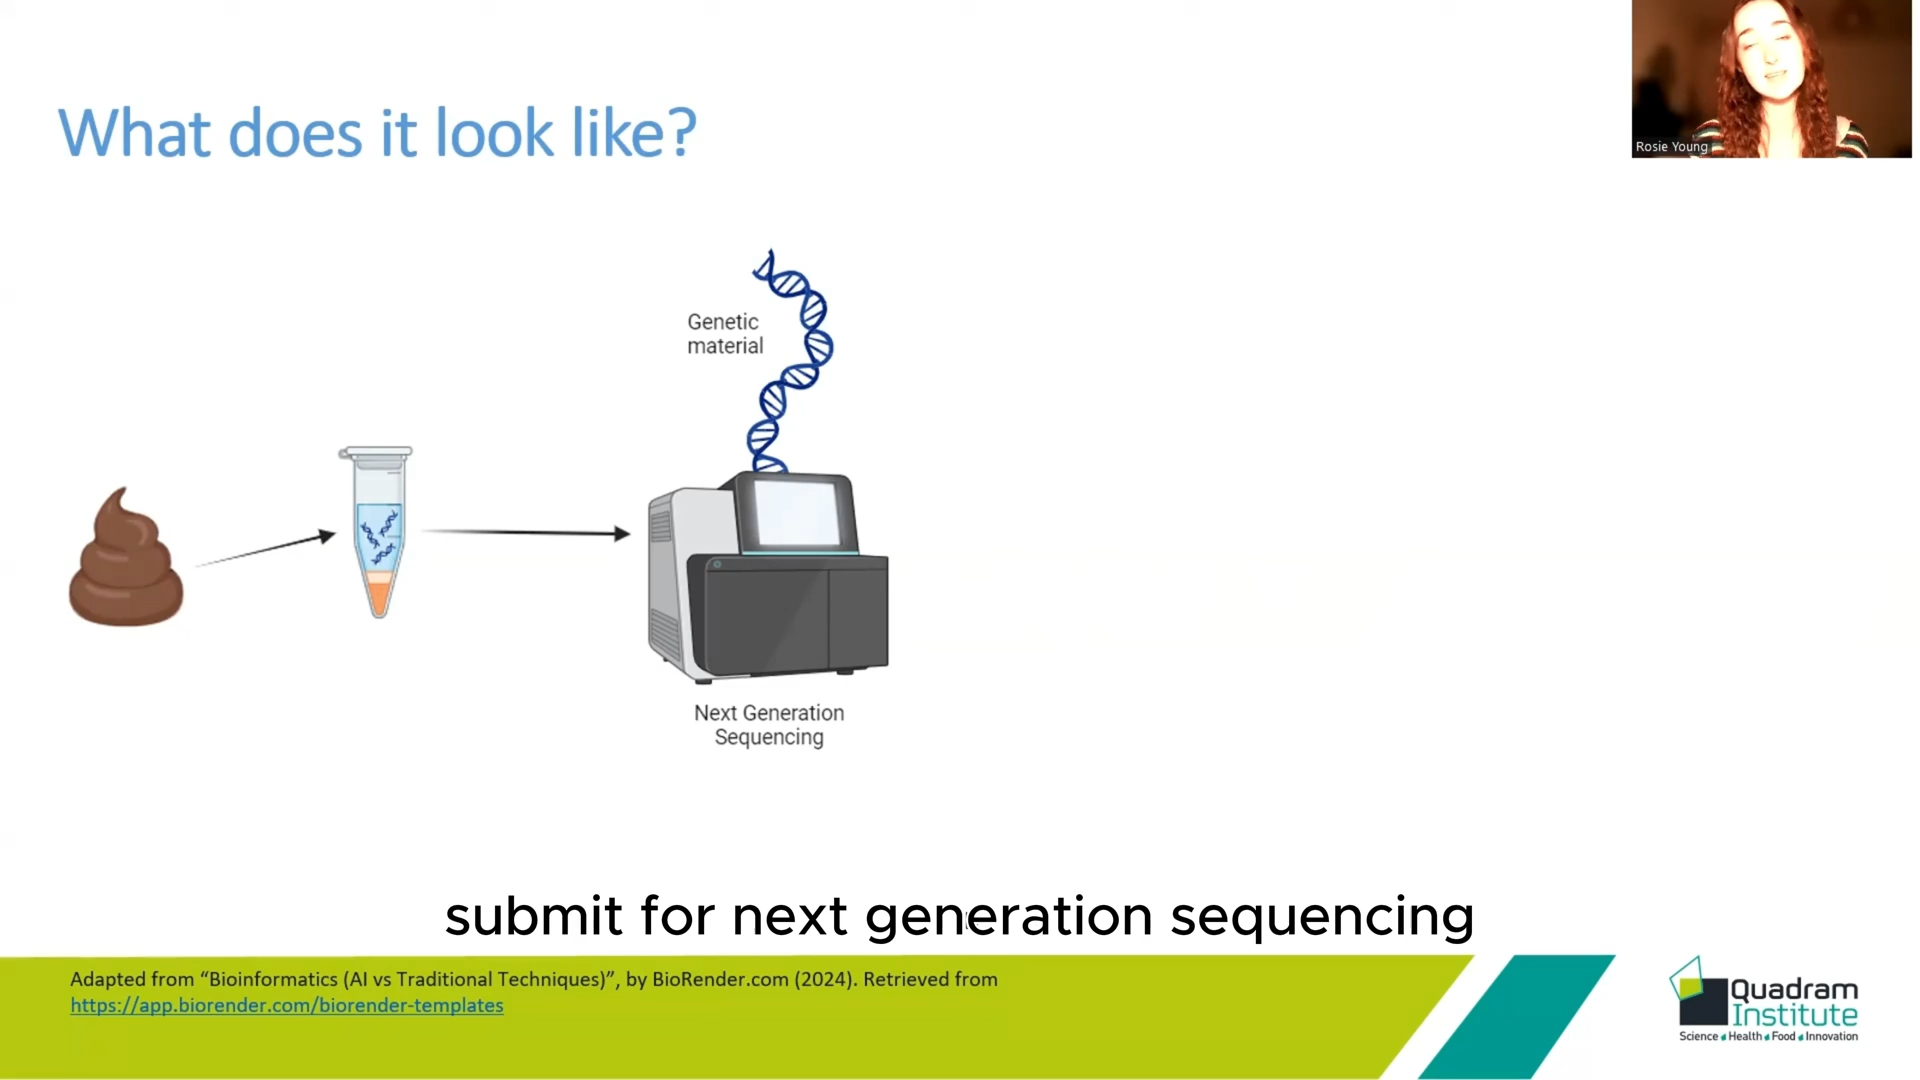 What does it look like?
Rosie Young
Genetic
material
Next Generation
Sequencing
submit for next generation sequencing
Adapted from “Bioinformatics (AI vs Traditional Techniques)”, by BioRender.com (2024). Retrieved from
https://app.biorender.com/biorender-templates
Quadram
Institute
Science Health Food Innovation